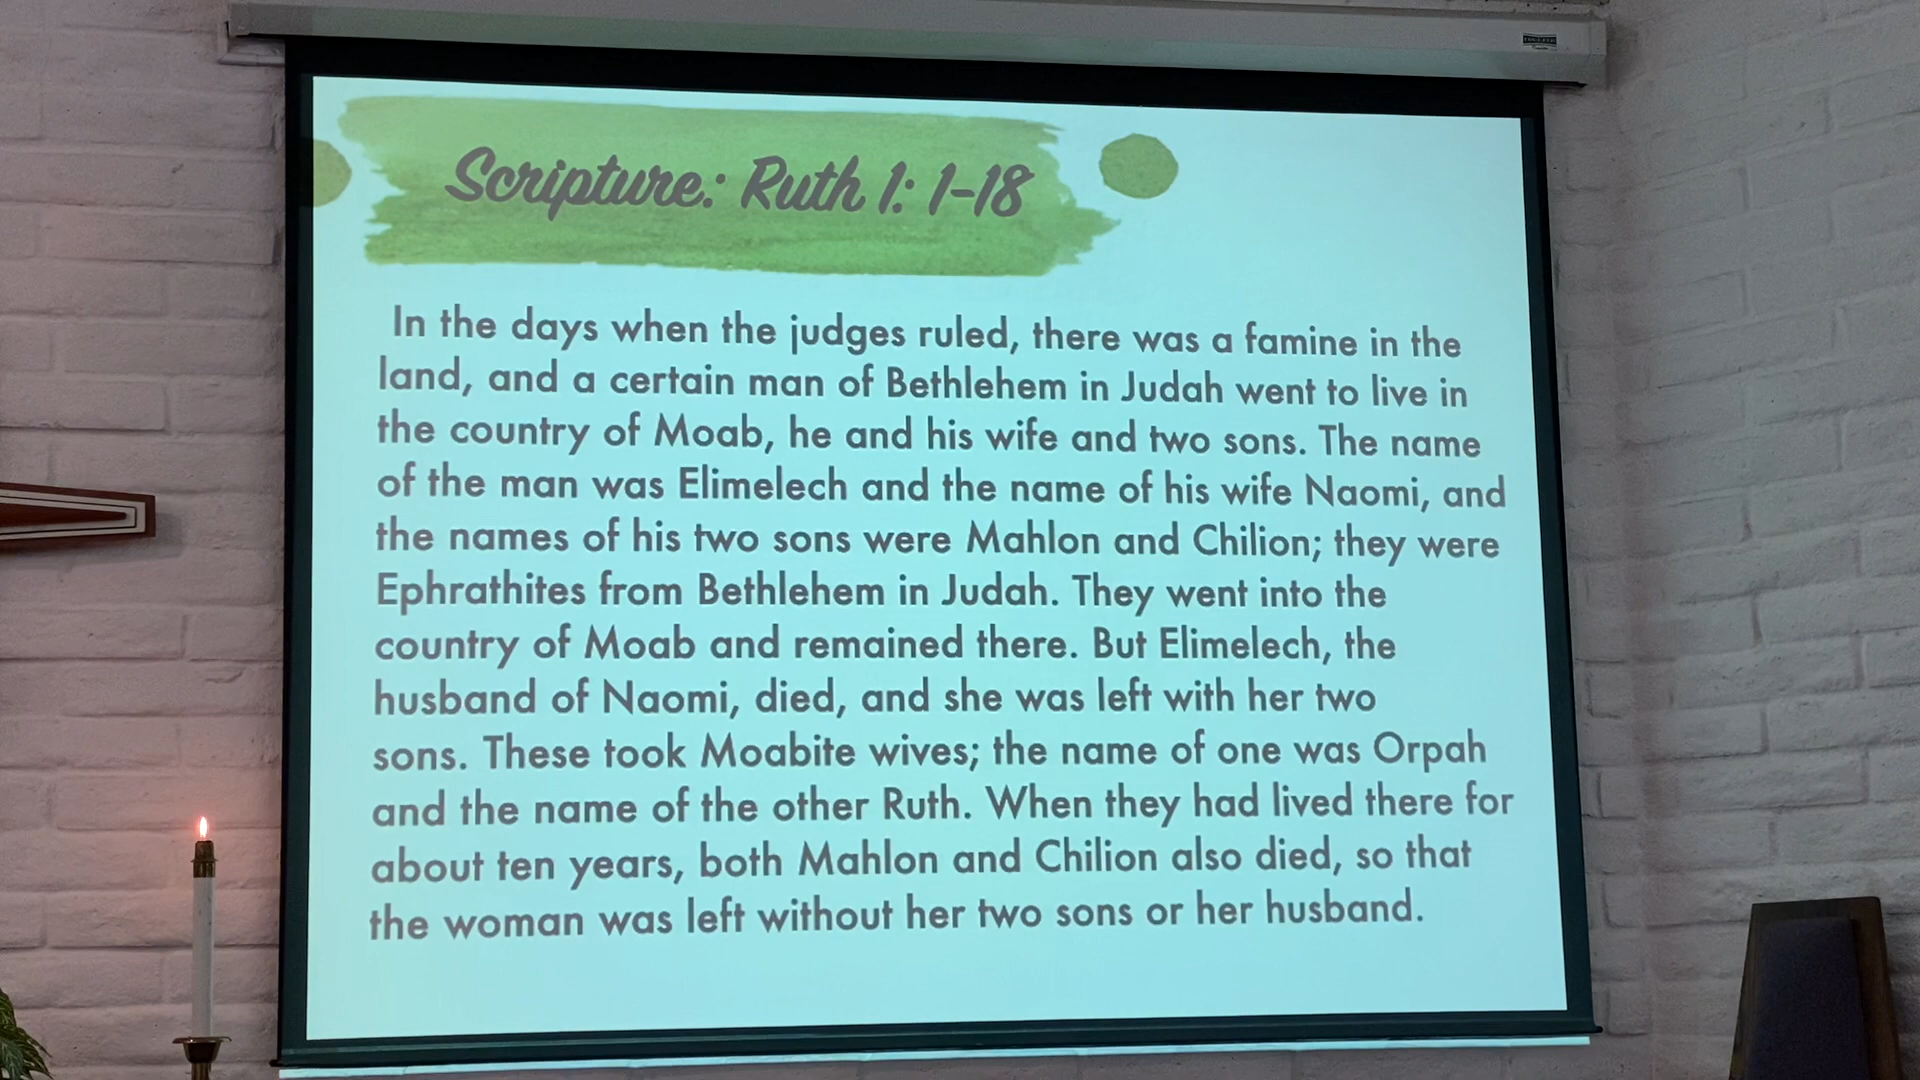 Scripture: Ruth 1: 1-18
In the days when the judges ruled, there was a famine in the
land, and a certain man of Bethlehem in Judah went to live in
the country of Moab, he and his wife and two sons. The name
of the man was Elimelech and the name of his wife Naomi, and
the names of his two sons were Mahlon and Chilion; they were
Ephrathites from Bethlehem in Judah. They went into the
country of Moab and remained there. But Elimelech, the
husband of Naomi, died, and she was left with her two
sons. These took Moabite wives; the name of one was Orpah
and the name of the other Ruth. When they had lived there for
about ten years, both Mahlon and Chilion also died, so that
the woman was left without her two sons or her husband.